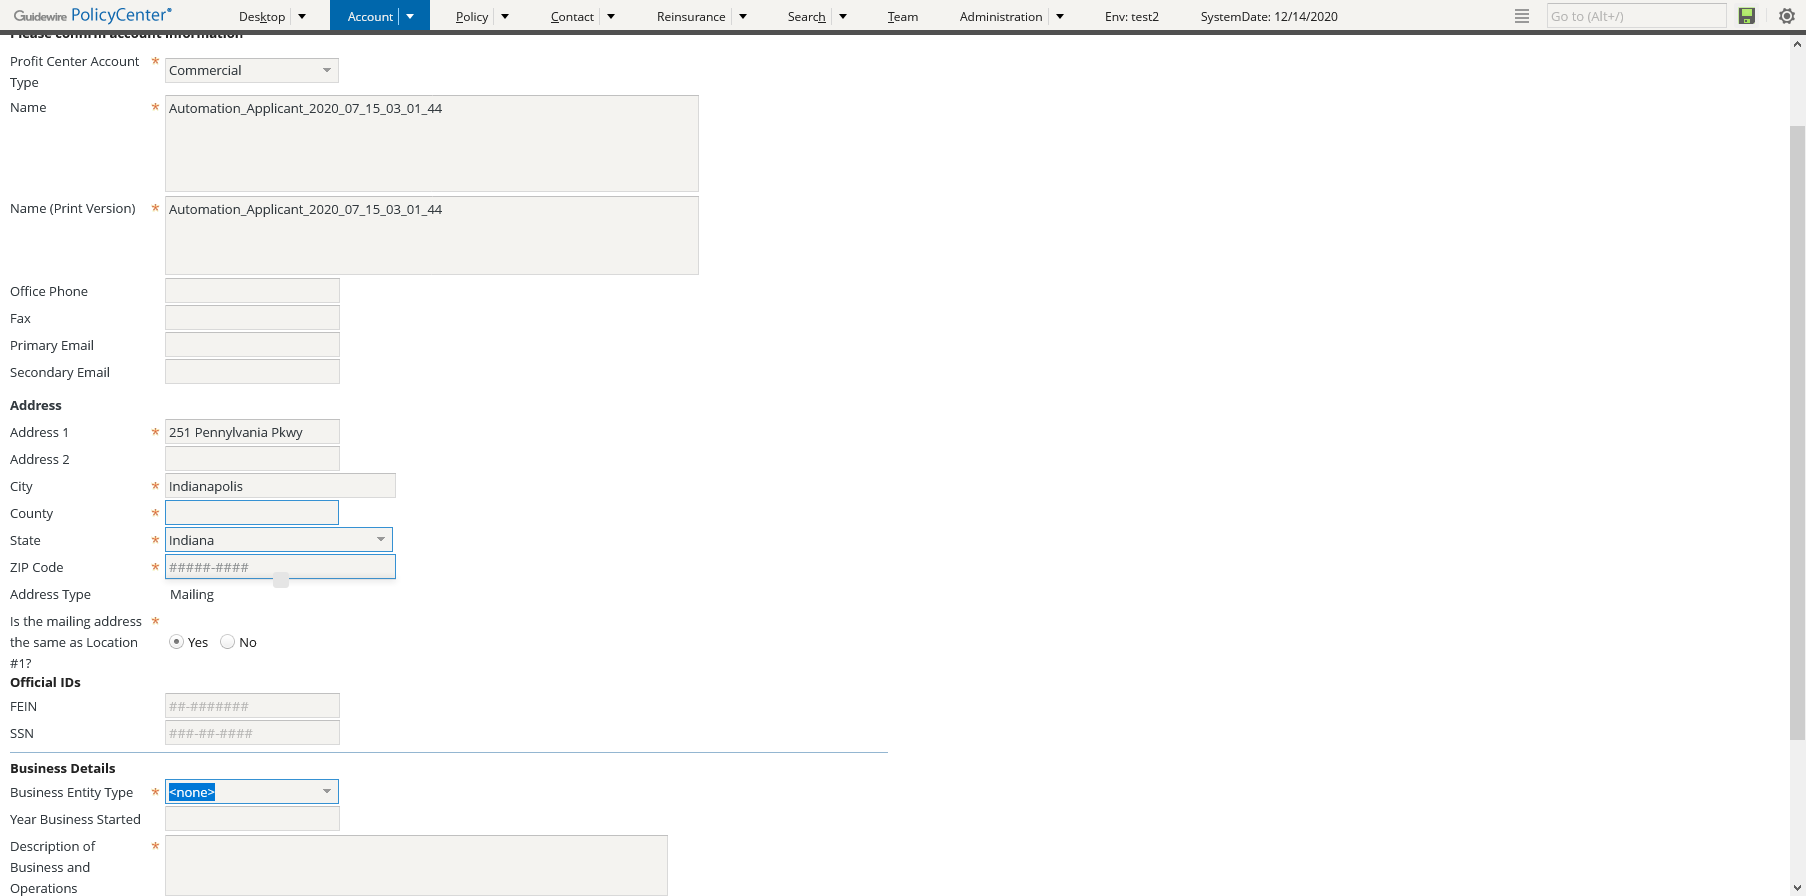 Guidewire PolicyCenter®
Desktop Account Policy Contact Reinsurance Search Team Administration Env: test2 SystemDate: 12/14/2020 Go to (Alt+/)
Please confirm account information
Profit Center Account Type * Commercial
Name * Automation_Applicant_2020_07_15_03_01_44
Name (Print Version) * Automation_Applicant_2020_07_15_03_01_44
Office Phone
Fax
Primary Email
Secondary Email
Address
Address 1 * 251 Pennylvania Pkwy
Address 2
City * Indianapolis
County *
State * Indiana
ZIP Code * #####-####
Address Type Mailing
Is the mailing address *
the same as Location Yes No
#1?
Official IDs
FEIN ##-#######
SSN ###-##-####
Business Details
Business Entity Type * <none>
Year Business Started
Description of *
Business and
Operations